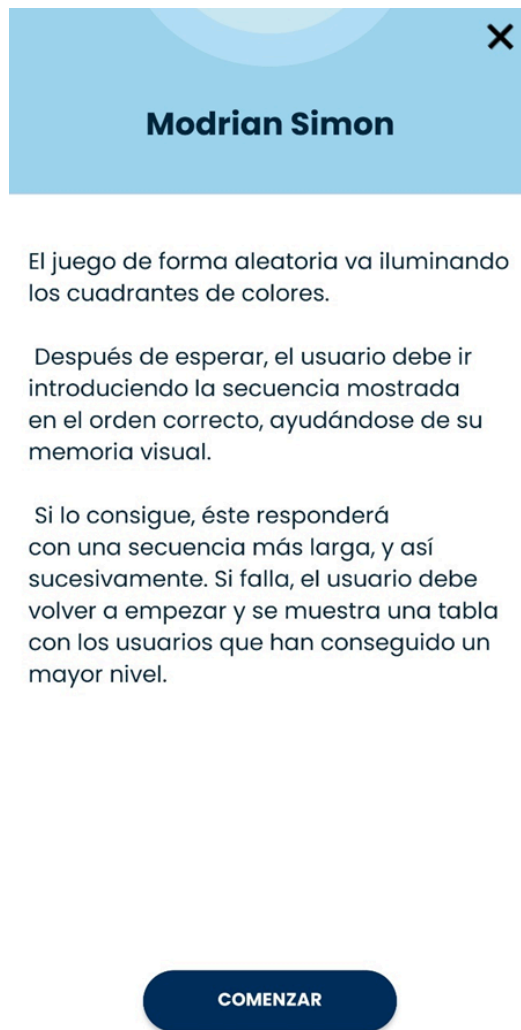 Modrian Simon
El juego de forma aleatoria va iluminando
los cuadrantes de colores.
Después de esperar, el usuario debe ir
introduciendo la secuencia mostrada
en el orden correcto, ayudándose de su
memoria visual.
Si lo consigue, éste responderá
con una secuencia más larga, y así
sucesivamente. Si falla, el usuario debe
volver a empezar y se muestra una tabla
con los usuarios que han conseguido un
mayor nivel.
COMENZAR